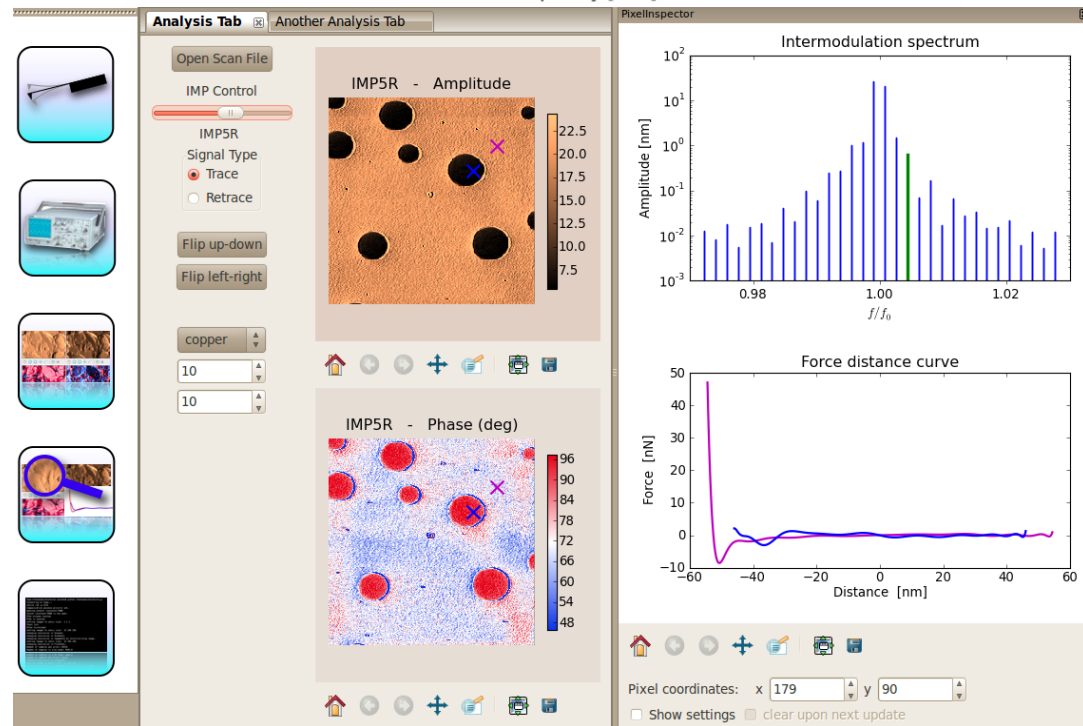 Analysis Tab
Another Analysis Tab
Open Scan File
IMP Control
IMP5R
Signal Type
Trace
Retrace
Flip up-down
Flip left-right
copper
10
10
IMP5R - Amplitude
22.5
20.0
17.5
15.0
12.5
10.0
7.5
IMP5R - Phase (deg)
96
90
84
78
72
66
60
54
48
PixelInspector
Intermodulation spectrum
Amplitude [nm]
10²
10¹
10⁰
10⁻¹
10⁻²
10⁻³
0.98 1.00 1.02
f/f₀
Force distance curve
Force [nN]
50
40
30
20
10
0
−10
−60 −40 −20 0 20 40 60
Distance [nm]
Pixel coordinates: x 179 y 90
Show settings clear upon next update